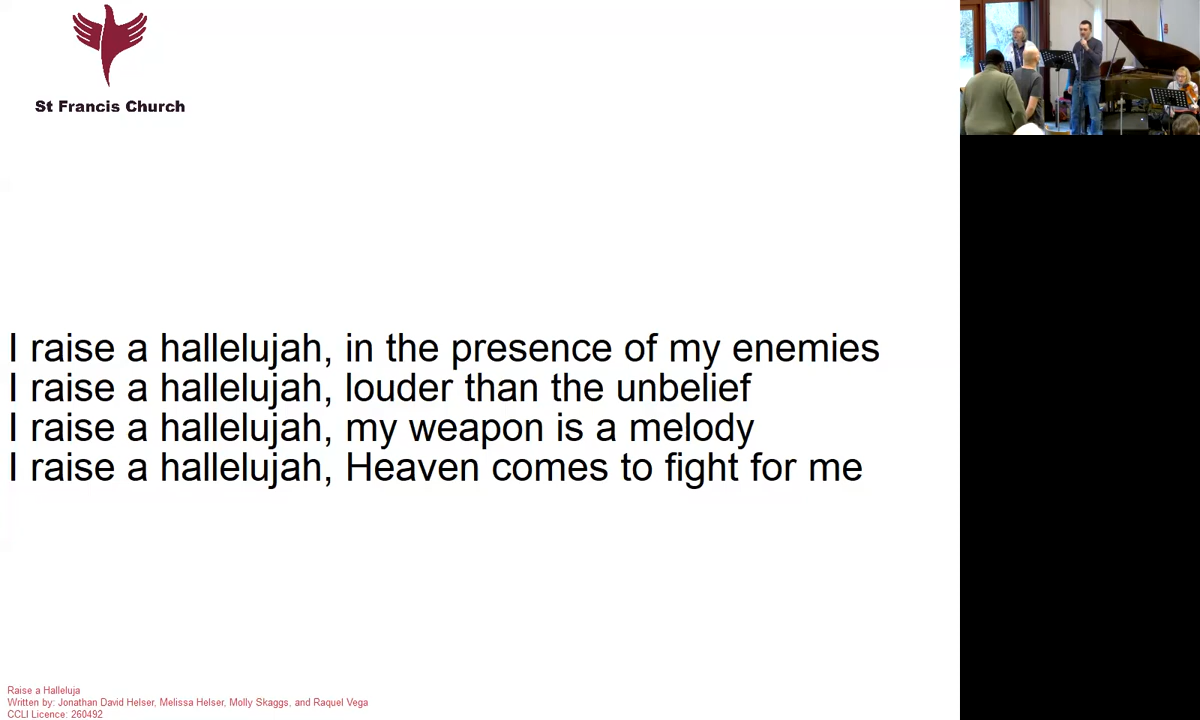 St Francis Church
I raise a hallelujah, in the presence of my enemies
I raise a hallelujah, louder than the unbelief
I raise a hallelujah, my weapon is a melody
I raise a hallelujah, Heaven comes to fight for me
Raise a Halleluja
Written by: Jonathan David Helser, Melissa Helser, Molly Skaggs, and Raquel Vega
CCLI Licence: 260492